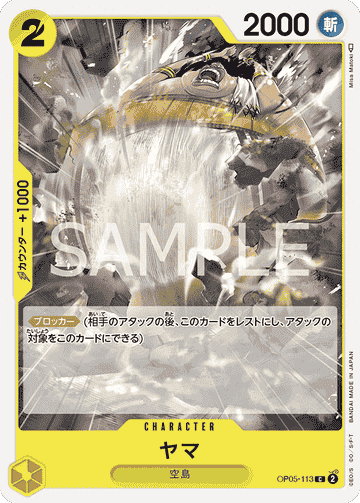 2
2000
斬
Misa Matoki
カウンター +1000
SAMPLE
ブロッカー (相手のアタックの後、このカードをレストにし、アタックの
対象をこのカードにできる)
CHARACTER
ヤマ
空島
OP05-113 C 2
©E.O./S. ©O./S.・F・T BANDAI MADE IN JAPAN